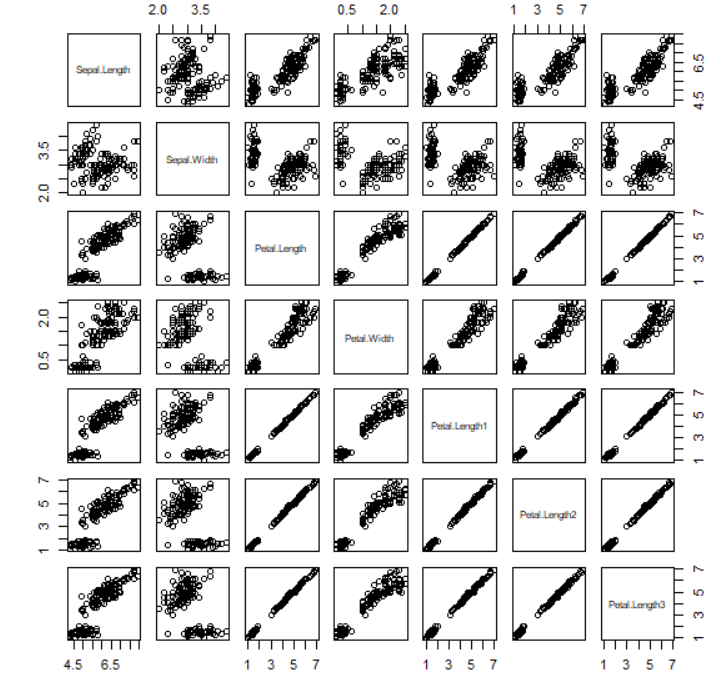 2.0 3.5 0.5 2.0 1 3 5 7
Sepal.Length
4.5 6.5
2.0 3.5
Sepal.Width
Petal.Length
1 3 5 7
0.5 2.0
Petal.Width
Petal.Length1
1 3 5 7
1 3 5 7
Petal.Length2
Petal.Length3
1 3 5 7
4.5 6.5 1 3 5 7 1 3 5 7 1 3 5 7